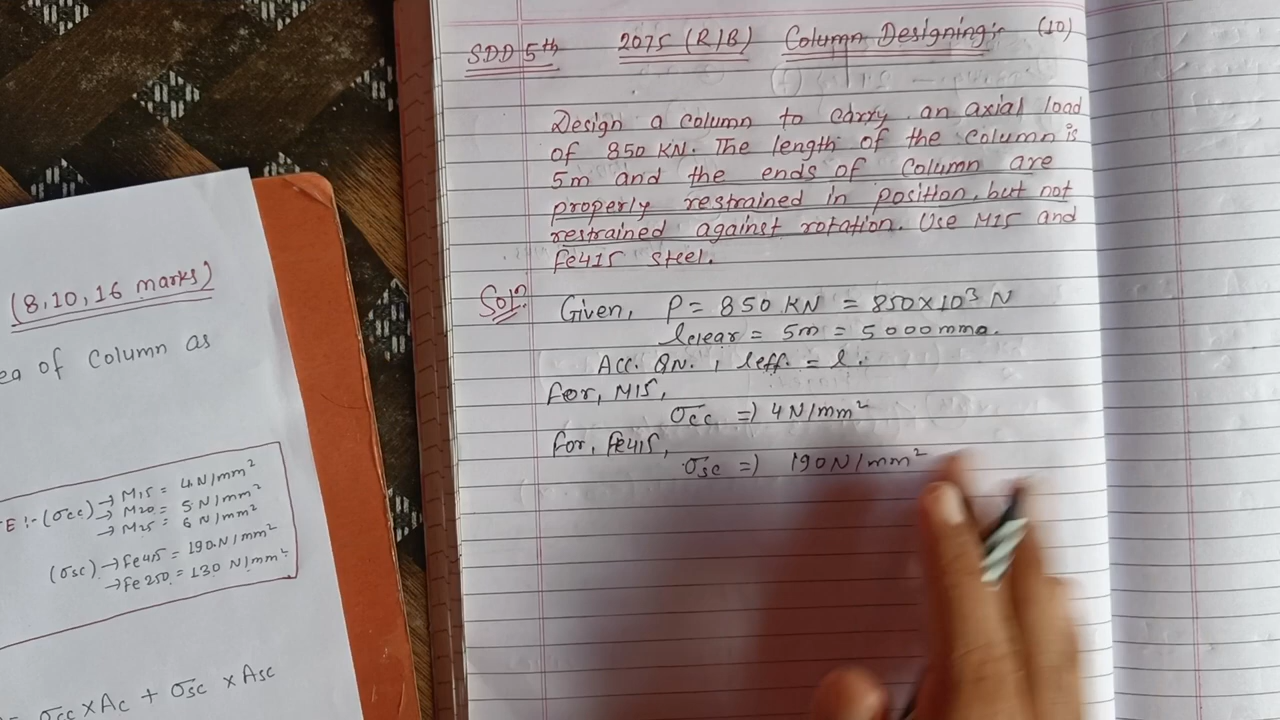 SDD 5th 2075 (R/B) Column Designing:- (10)
Design a column to carry an axial load
of 850 KN. The length of the column is
5m and the ends of column are
properly restrained in position, but not
restrained against rotation. Use M15 and
Fe415 steel.
Solⁿ: Given, P = 850 KN = 850×10³ N
lclear = 5m = 5000mm.
Acc. QN., leff. = l.
For, M15,
σcc => 4 N/mm²
For, Fe415,
σsc => 190 N/mm²
(8,10,16 marks)
of Column as
E :- (σcc) → M15 = 4 N/mm²
→ M20 = 5 N/mm²
→ M25 = 6 N/mm²
(σsc) → Fe415 = 190 N/mm²
→ Fe250 = 130 N/mm²
σcc × Ac + σsc × Asc